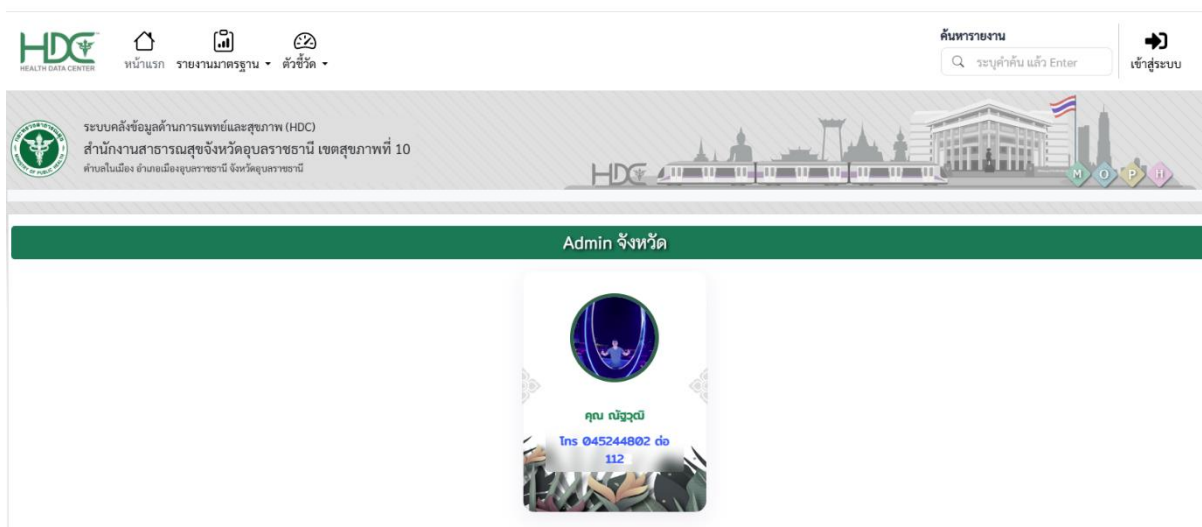 HDC
HEALTH DATA CENTER
หน้าแรก
รายงานมาตรฐาน
ตัวชี้วัด
ค้นหารายงาน
ระบุคำค้น แล้ว Enter
เข้าสู่ระบบ
ระบบคลังข้อมูลด้านการแพทย์และสุขภาพ (HDC)
สำนักงานสาธารณสุขจังหวัดอุบลราชธานี เขตสุขภาพที่ 10
ตำบลในเมือง อำเภอเมืองอุบลราชธานี จังหวัดอุบลราชธานี
HDC
M O P H
Admin จังหวัด
คุณ ณัฐวุฒิ
โทร 045244802 ต่อ
112